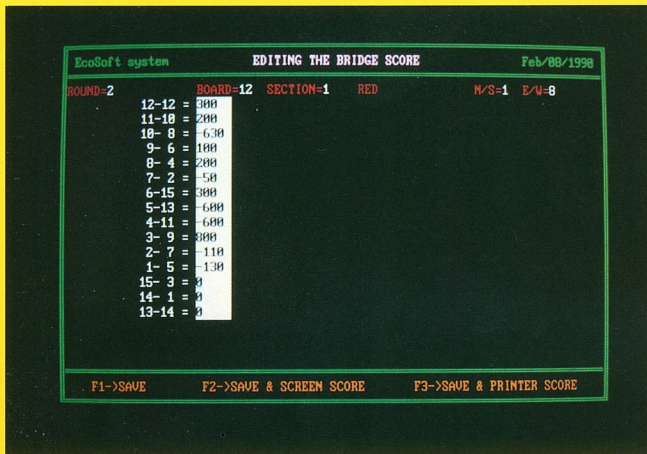 EcoSoft system EDITING THE BRIDGE SCORE Feb/08/1990
ROUND=2 BOARD=12 SECTION=1 RED N/S=1 E/W=8
12-12 = 300
11-10 = 200
10- 8 = -630
9- 6 = 100
8- 4 = 200
7- 2 = -50
6-15 = 300
5-13 = -600
4-11 = -600
3- 9 = 800
2- 7 = -110
1- 5 = -130
15- 3 = 0
14- 1 = 0
13-14 = 0
F1->SAVE F2->SAVE & SCREEN SCORE F3->SAVE & PRINTER SCORE